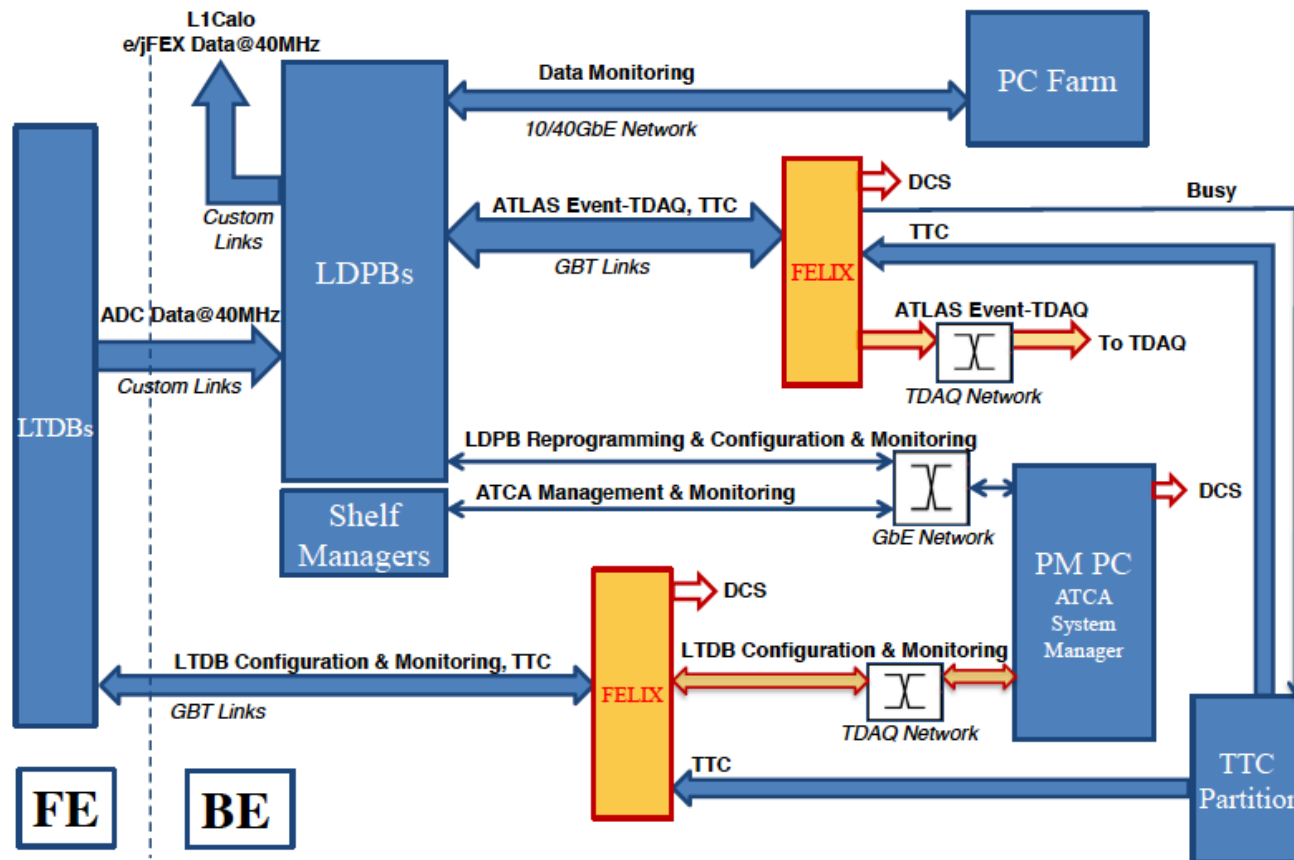 L1Calo
e/jFEX Data@40MHz
Data Monitoring
10/40GbE Network
PC Farm
Custom
Links
LDPBs
ATLAS Event-TDAQ, TTC
GBT Links
FELIX
DCS
Busy
TTC
ATLAS Event-TDAQ
To TDAQ
TDAQ Network
ADC Data@40MHz
Custom Links
LTDBs
LDPB Reprogramming & Configuration & Monitoring
ATCA Management & Monitoring
GbE Network
Shelf
Managers
DCS
PM PC
ATCA
System
Manager
DCS
LTDB Configuration & Monitoring, TTC
GBT Links
FELIX
LTDB Configuration & Monitoring
TDAQ Network
TTC
TTC
Partition
FE
BE